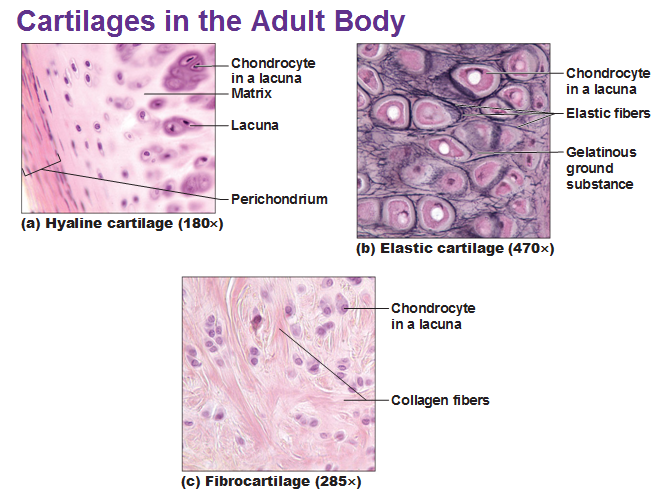 Cartilages in the Adult Body
Chondrocyte
in a lacuna
Matrix
Lacuna
Perichondrium
(a) Hyaline cartilage (180×)
Chondrocyte
in a lacuna
Elastic fibers
Gelatinous
ground
substance
(b) Elastic cartilage (470×)
Chondrocyte
in a lacuna
Collagen fibers
(c) Fibrocartilage (285×)